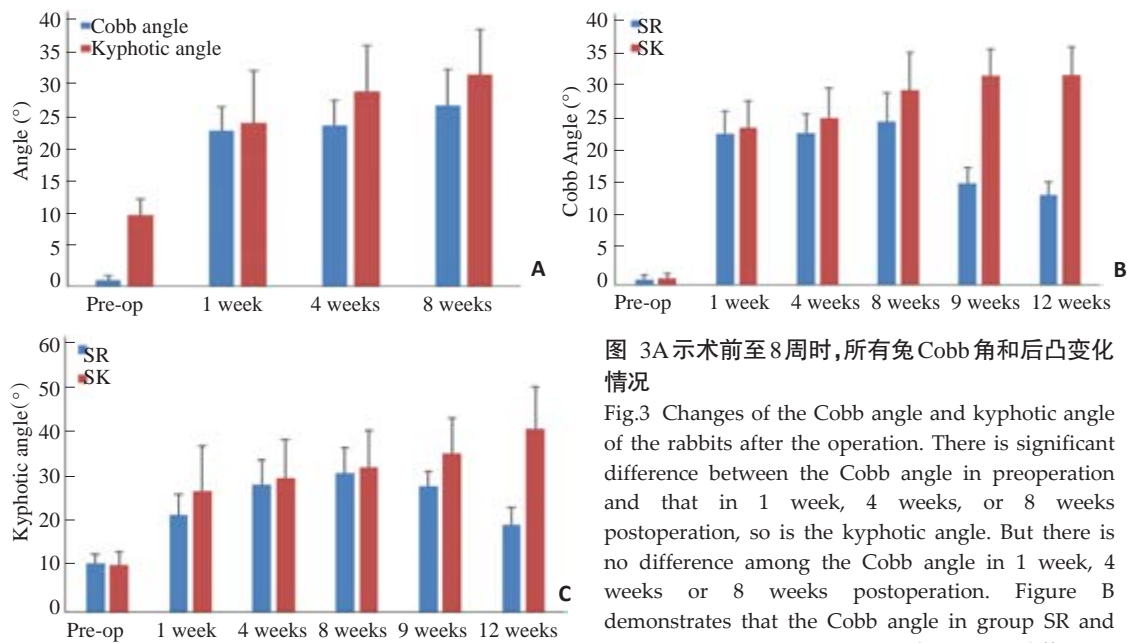 40
35
30
25
20
15
10
5
0
Angle (°)
Cobb angle
Kyphotic angle
Pre-op
1 week
4 weeks
8 weeks
A
40
35
30
25
20
15
10
5
0
Cobb Angle (°)
SR
SK
Pre-op
1 week
4 weeks
8 weeks
9 weeks
12 weeks
B
60
50
40
30
20
10
0
Kyphotic angle(°)
SR
SK
Pre-op
1 week
4 weeks
8 weeks
9 weeks
12 weeks
C
图 3A示术前至8周时,所有兔Cobb角和后凸变化
情况
Fig.3 Changes of the Cobb angle and kyphotic angle
of the rabbits after the operation. There is significant
difference between the Cobb angle in preoperation
and that in 1 week, 4 weeks, or 8 weeks
postoperation, so is the kyphotic angle. But there is
no difference among the Cobb angle in 1 week, 4
weeks or 8 weeks postoperation. Figure B
demonstrates that the Cobb angle in group SR and